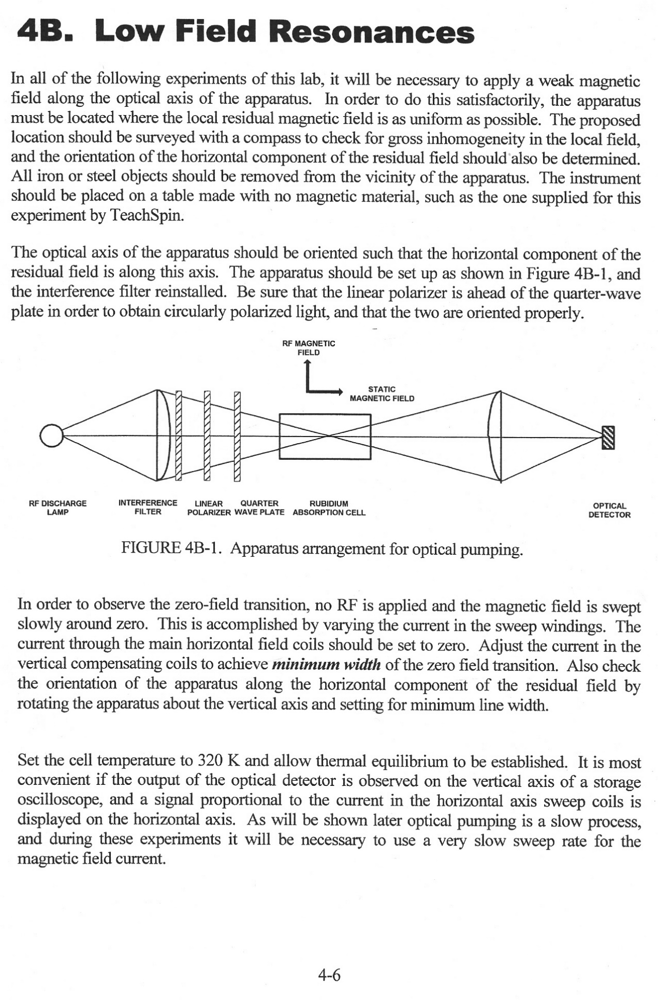 4B. Low Field Resonances
In all of the following experiments of this lab, it will be necessary to apply a weak magnetic
field along the optical axis of the apparatus. In order to do this satisfactorily, the apparatus
must be located where the local residual magnetic field is as uniform as possible. The proposed
location should be surveyed with a compass to check for gross inhomogeneity in the local field,
and the orientation of the horizontal component of the residual field should also be determined.
All iron or steel objects should be removed from the vicinity of the apparatus. The instrument
should be placed on a table made with no magnetic material, such as the one supplied for this
experiment by TeachSpin.
The optical axis of the apparatus should be oriented such that the horizontal component of the
residual field is along this axis. The apparatus should be set up as shown in Figure 4B-1, and
the interference filter reinstalled. Be sure that the linear polarizer is ahead of the quarter-wave
plate in order to obtain circularly polarized light, and that the two are oriented properly.
RF MAGNETIC
FIELD
STATIC
MAGNETIC FIELD
RF DISCHARGE
LAMP
INTERFERENCE
FILTER
LINEAR
POLARIZER
QUARTER
WAVE PLATE
RUBIDIUM
ABSORPTION CELL
OPTICAL
DETECTOR
FIGURE 4B-1. Apparatus arrangement for optical pumping.
In order to observe the zero-field transition, no RF is applied and the magnetic field is swept
slowly around zero. This is accomplished by varying the current in the sweep windings. The
current through the main horizontal field coils should be set to zero. Adjust the current in the
vertical compensating coils to achieve minimum width of the zero field transition. Also check
the orientation of the apparatus along the horizontal component of the residual field by
rotating the apparatus about the vertical axis and setting for minimum line width.
Set the cell temperature to 320 K and allow thermal equilibrium to be established. It is most
convenient if the output of the optical detector is observed on the vertical axis of a storage
oscilloscope, and a signal proportional to the current in the horizontal axis sweep coils is
displayed on the horizontal axis. As will be shown later optical pumping is a slow process,
and during these experiments it will be necessary to use a very slow sweep rate for the
magnetic field current.
4-6